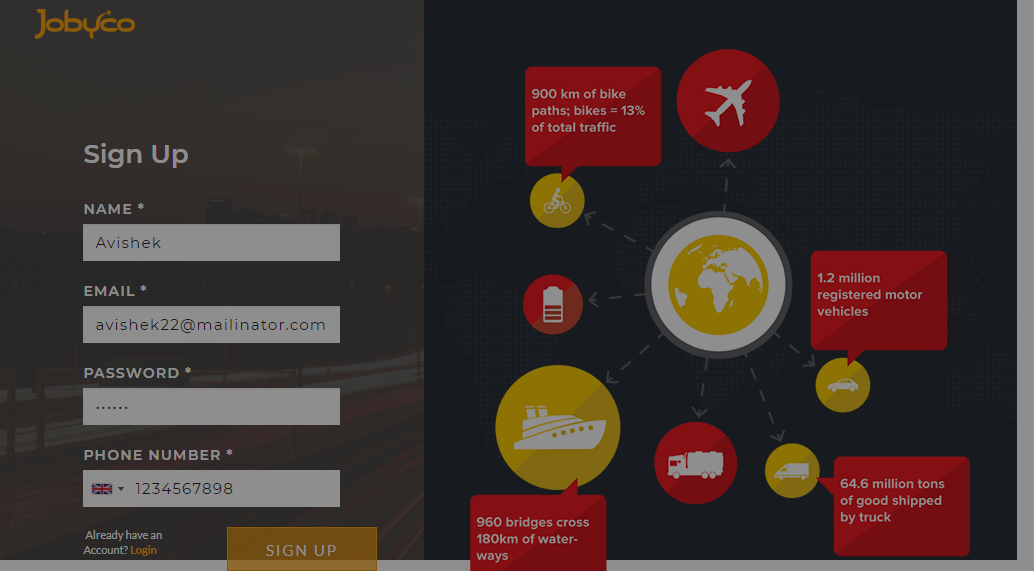 Jobyco
Sign Up
NAME *
Avishek
EMAIL *
avishek22@mailinator.com
PASSWORD *
······
PHONE NUMBER *
1234567898
Already have an
Account? Login
SIGN UP
900 km of bike
paths; bikes = 13%
of total traffic
1.2 million
registered motor
vehicles
64.6 million tons
of good shipped
by truck
960 bridges cross
180km of water-
ways